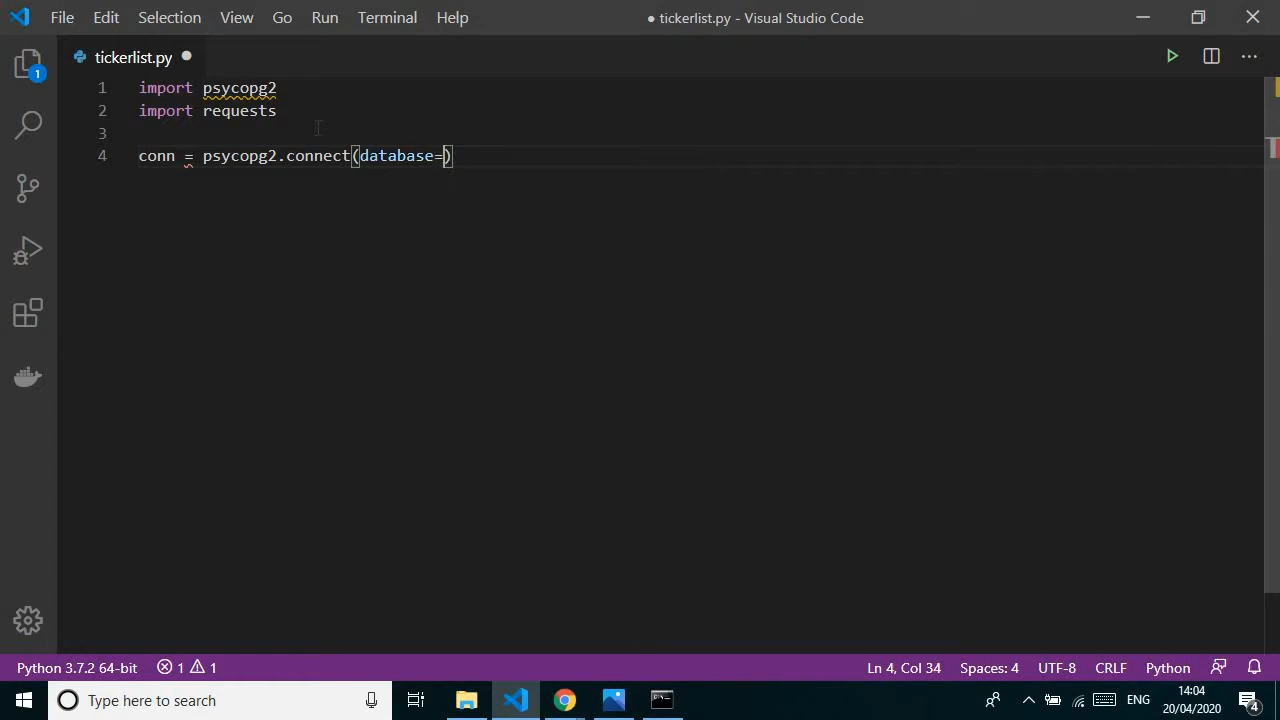 File Edit Selection View Go Run Terminal Help
● tickerlist.py - Visual Studio Code
1
tickerlist.py
1 import psycopg2
2 import requests
3
4 conn = psycopg2.connect(database=)
Python 3.7.2 64-bit 1 1 Ln 4, Col 34 Spaces: 4 UTF-8 CRLF Python
Type here to search ENG 14:04
20/04/2020 4